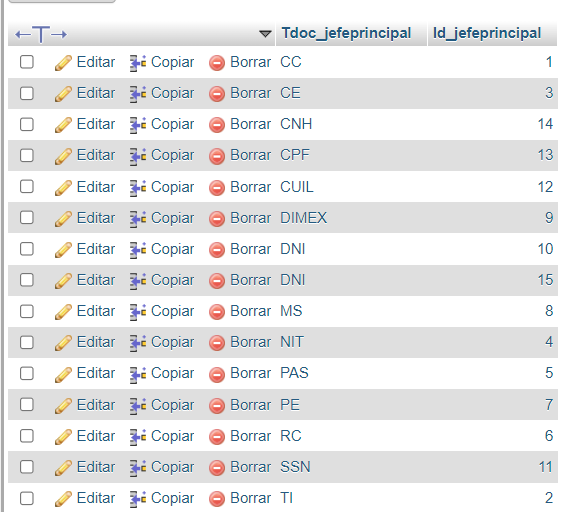 Tdoc_jefeprincipal Id_jefeprincipal
Editar Copiar Borrar CC 1
Editar Copiar Borrar CE 3
Editar Copiar Borrar CNH 14
Editar Copiar Borrar CPF 13
Editar Copiar Borrar CUIL 12
Editar Copiar Borrar DIMEX 9
Editar Copiar Borrar DNI 10
Editar Copiar Borrar DNI 15
Editar Copiar Borrar MS 8
Editar Copiar Borrar NIT 4
Editar Copiar Borrar PAS 5
Editar Copiar Borrar PE 7
Editar Copiar Borrar RC 6
Editar Copiar Borrar SSN 11
Editar Copiar Borrar TI 2